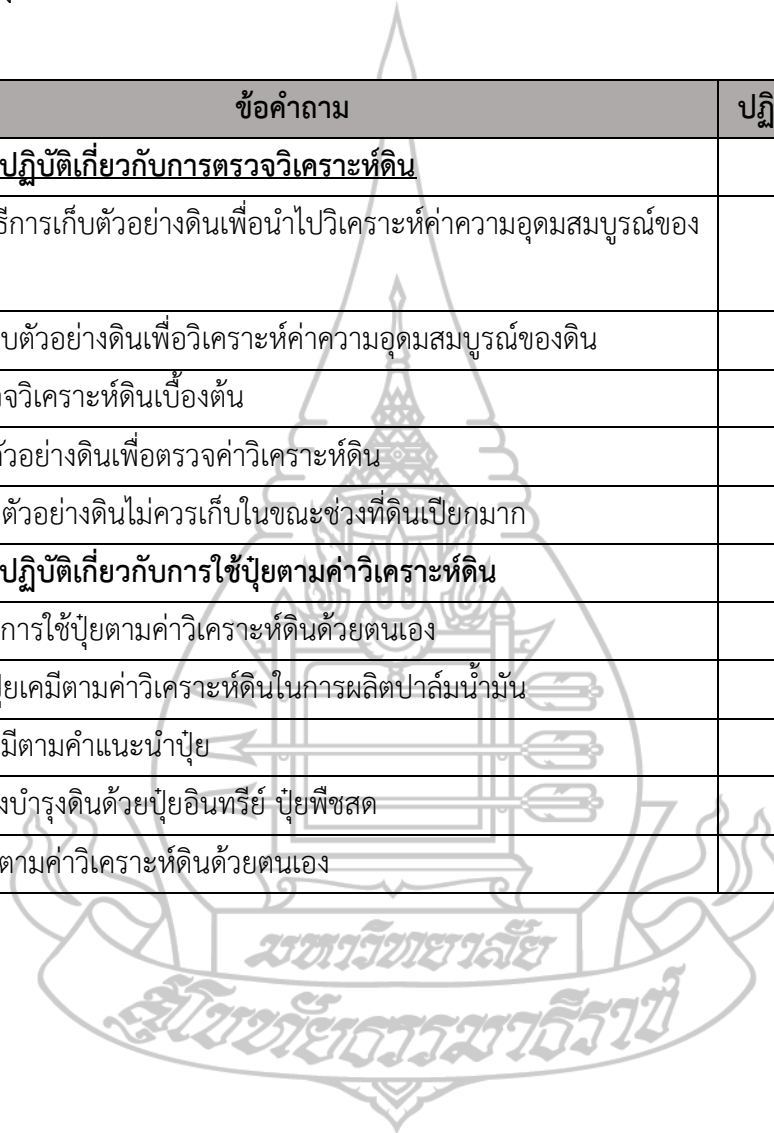 ข้อคำถาม ปฏิ
ปฏิบัติเกี่ยวกับการตรวจวิเคราะห์ดิน
ธีการเก็บตัวอย่างดินเพื่อนำไปวิเคราะห์ค่าความอุดมสมบูรณ์ของ
บตัวอย่างดินเพื่อวิเคราะห์ค่าความอุดมสมบูรณ์ของดิน
จวิเคราะห์ดินเบื้องต้น
ตัวอย่างดินเพื่อตรวจค่าวิเคราะห์ดิน
ตัวอย่างดินไม่ควรเก็บในขณะช่วงที่ดินเปียกมาก
ปฏิบัติเกี่ยวกับการใช้ปุ๋ยตามค่าวิเคราะห์ดิน
การใช้ปุ๋ยตามค่าวิเคราะห์ดินด้วยตนเอง
ปุ๋ยเคมีตามค่าวิเคราะห์ดินในการผลิตปาล์มน้ำมัน
มีตามคำแนะนำปุ๋ย
งบำรุงดินด้วยปุ๋ยอินทรีย์ ปุ๋ยพืชสด
ตามค่าวิเคราะห์ดินด้วยตนเอง
มหาวิทยาลัย
สุโขทัยธรรมาธิราช